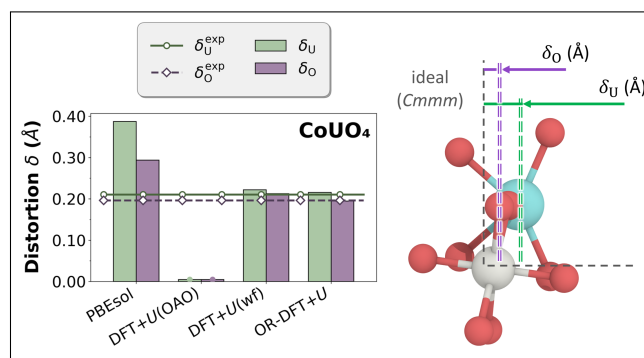 δ_U^exp
δ_O^exp
δ_U
δ_O
CoUO₄
Distortion δ (Å)
0.40
0.30
0.20
0.10
0.00
PBEsol
DFT+U(OAO)
DFT+U(wf)
OR-DFT+U
δ_O (Å)
ideal
(Cmmm)
δ_U (Å)